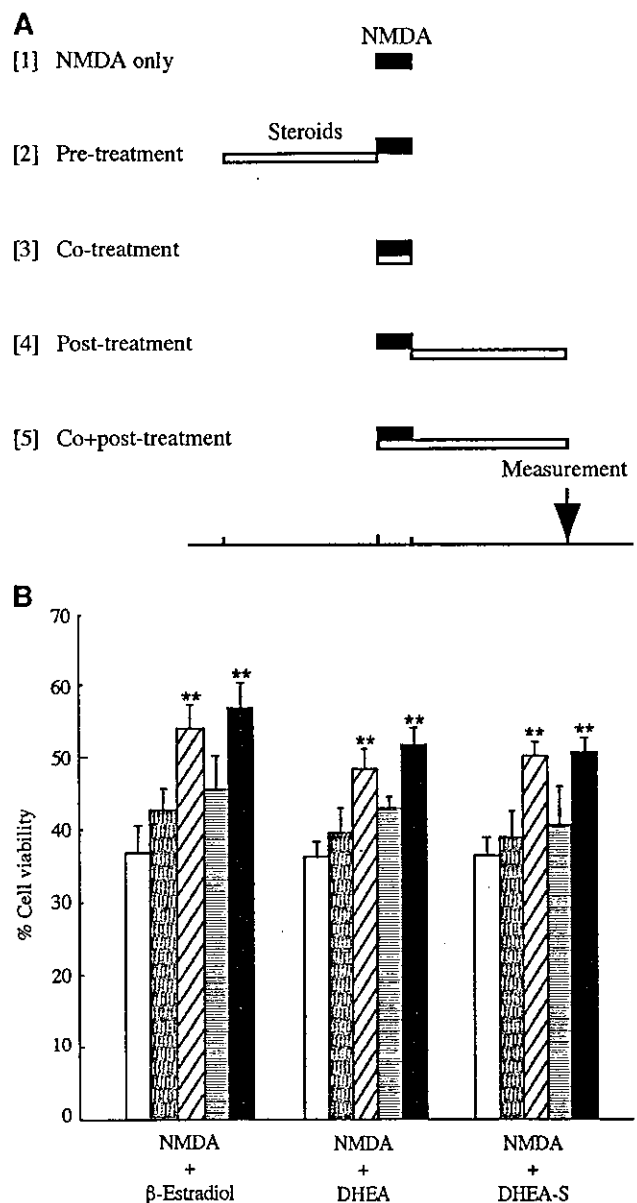 A
NMDA
[1] NMDA only
Steroids
[2] Pre-treatment
[3] Co-treatment
[4] Post-treatment
[5] Co+post-treatment
Measurement
B
70
60
50
40
30
20
10
0
% Cell viability
** ** ** ** ** **
NMDA NMDA NMDA
+ + +
β-Estradiol DHEA DHEA-S